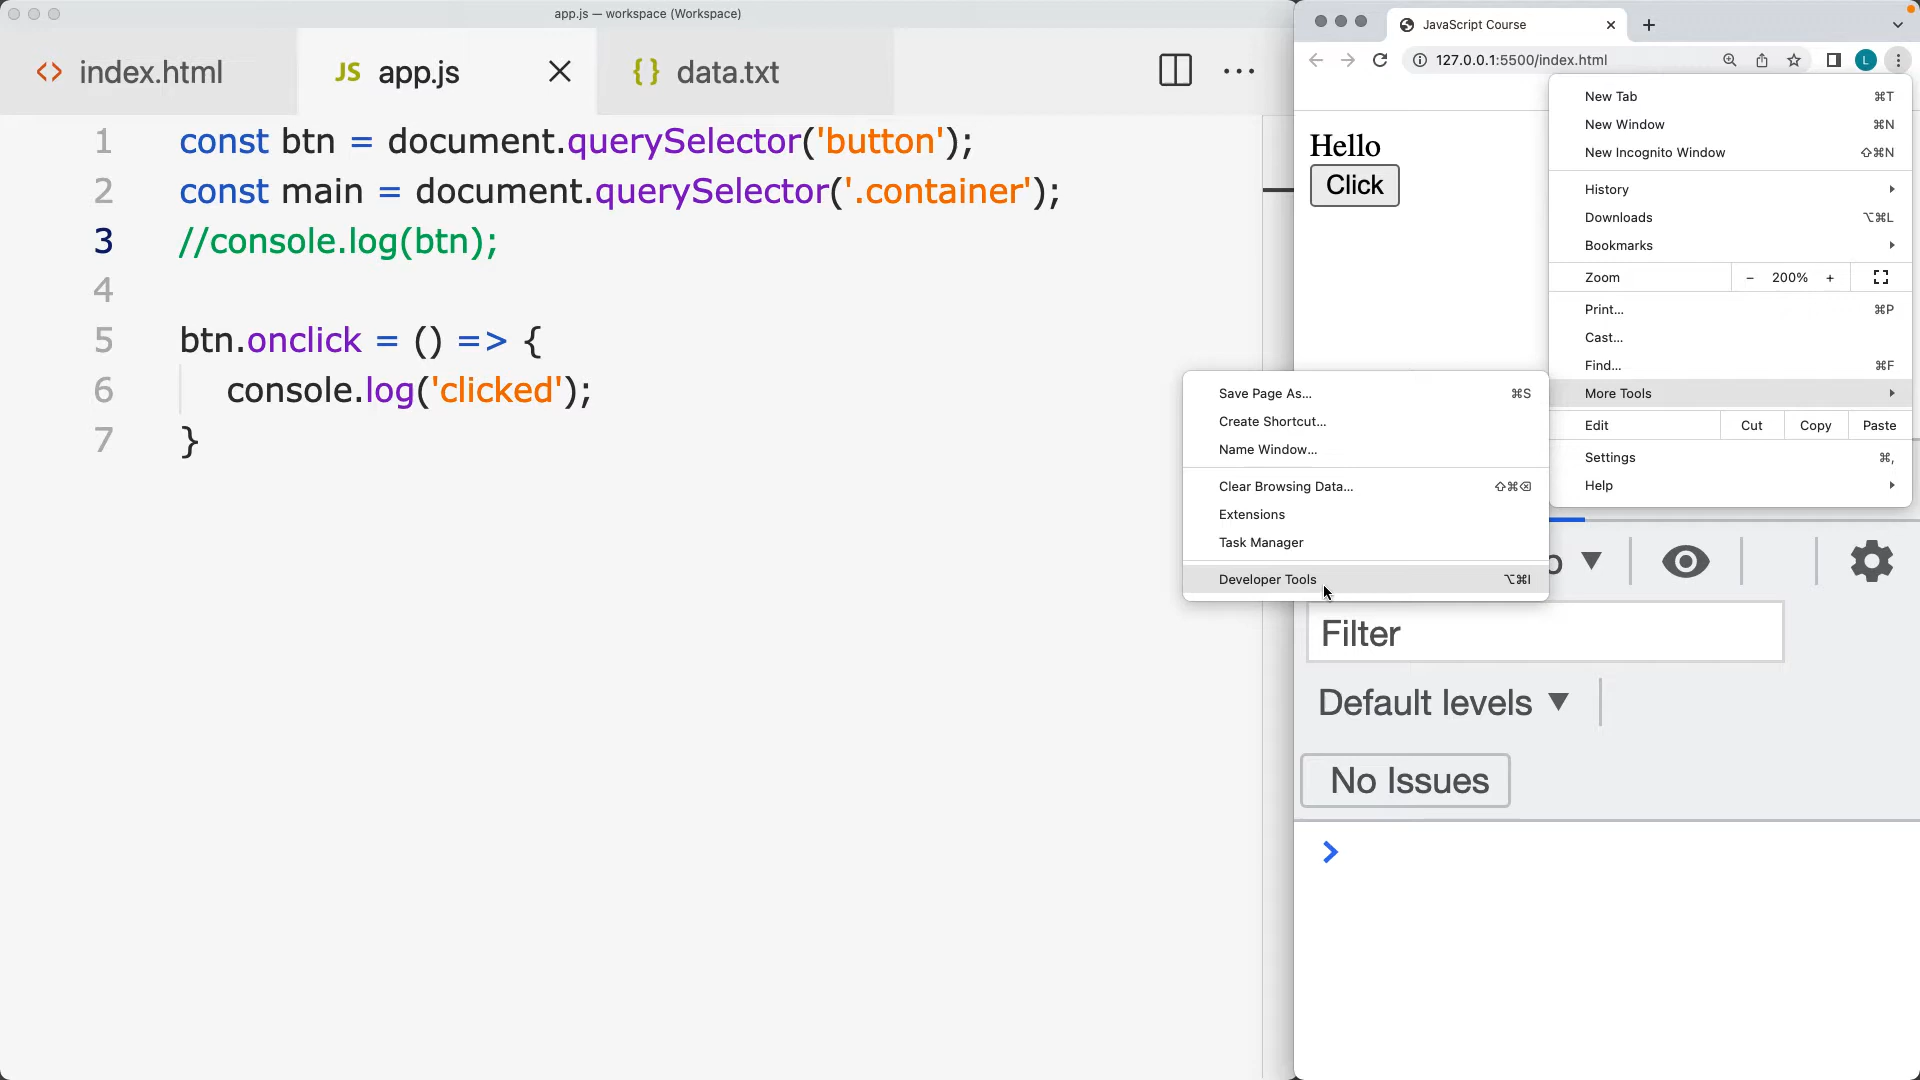 app.js — workspace (Workspace)
index.html
JS app.js
{} data.txt
1 const btn = document.querySelector('button');
2 const main = document.querySelector('.container');
3 //console.log(btn);
4
5 btn.onclick = () => {
6 console.log('clicked');
7 }
JavaScript Course
127.0.0.1:5500/index.html
L
Hello
Click
New Tab ⌘T
New Window ⌘N
New Incognito Window ⇧⌘N
History
Downloads ⌥⌘L
Bookmarks
Zoom - 200% +
Print... ⌘P
Cast...
Find... ⌘F
More Tools
Edit Cut Copy Paste
Settings ⌘,
Help
Save Page As... ⌘S
Create Shortcut...
Name Window...
Clear Browsing Data... ⇧⌘⌫
Extensions
Task Manager
Developer Tools ⌥⌘I
Filter
Default levels ▼
No Issues